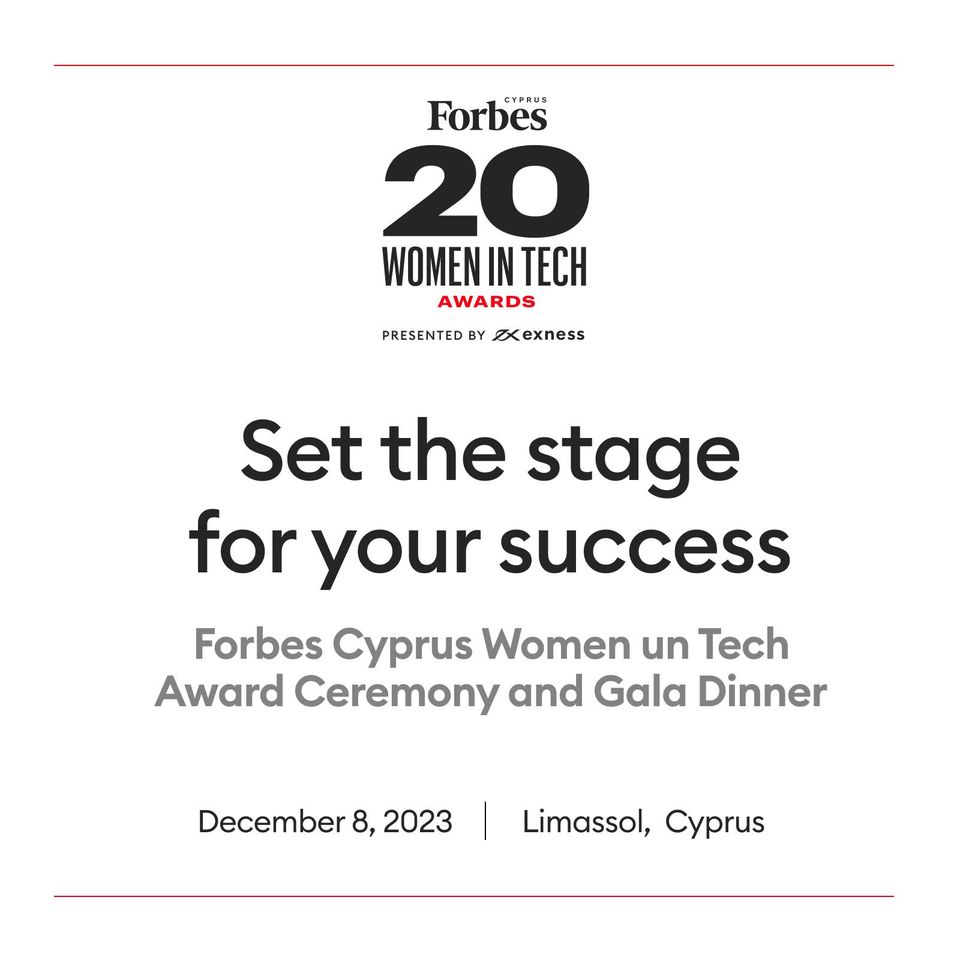 CYPRUS
Forbes
20
WOMEN IN TECH
AWARDS
PRESENTED BY exness
Set the stage
for your success
Forbes Cyprus Women un Tech
Award Ceremony and Gala Dinner
December 8, 2023 | Limassol, Cyprus